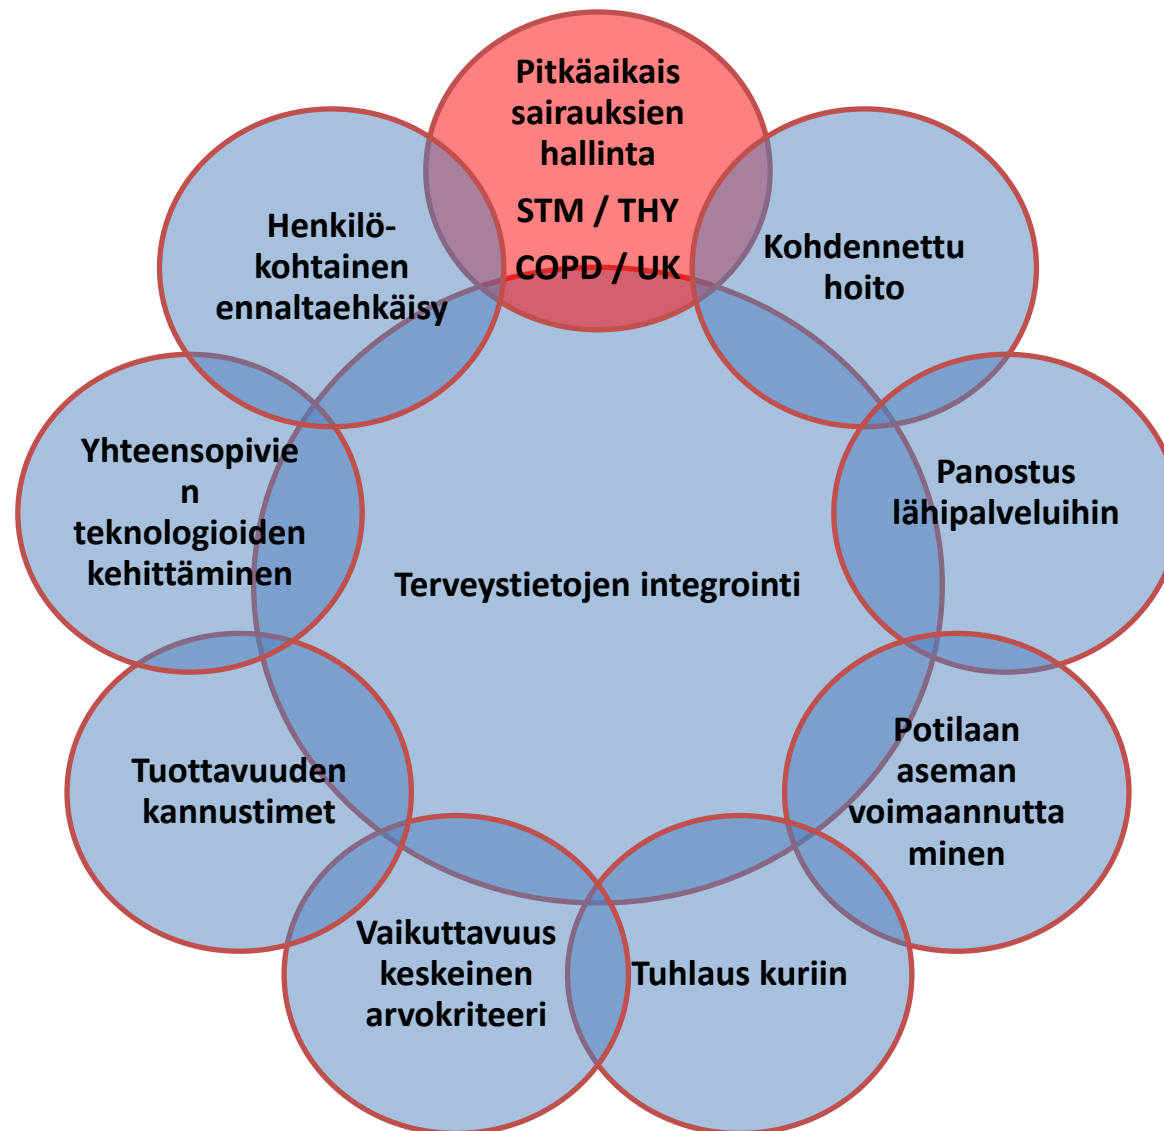 Pitkäaikais
sairauksien
hallinta
STM / THY
COPD / UK
Kohdennettu
hoito
Panostus
lähipalveluihin
Potilaan
aseman
voimaannutta
minen
Tuhlaus kuriin
Vaikuttavuus
keskeinen
arvokriteeri
Tuottavuuden
kannustimet
Yhteensopivie
n
teknologioiden
kehittäminen
Henkilö-
kohtainen
ennaltaehkäisy
Terveystietojen integrointi